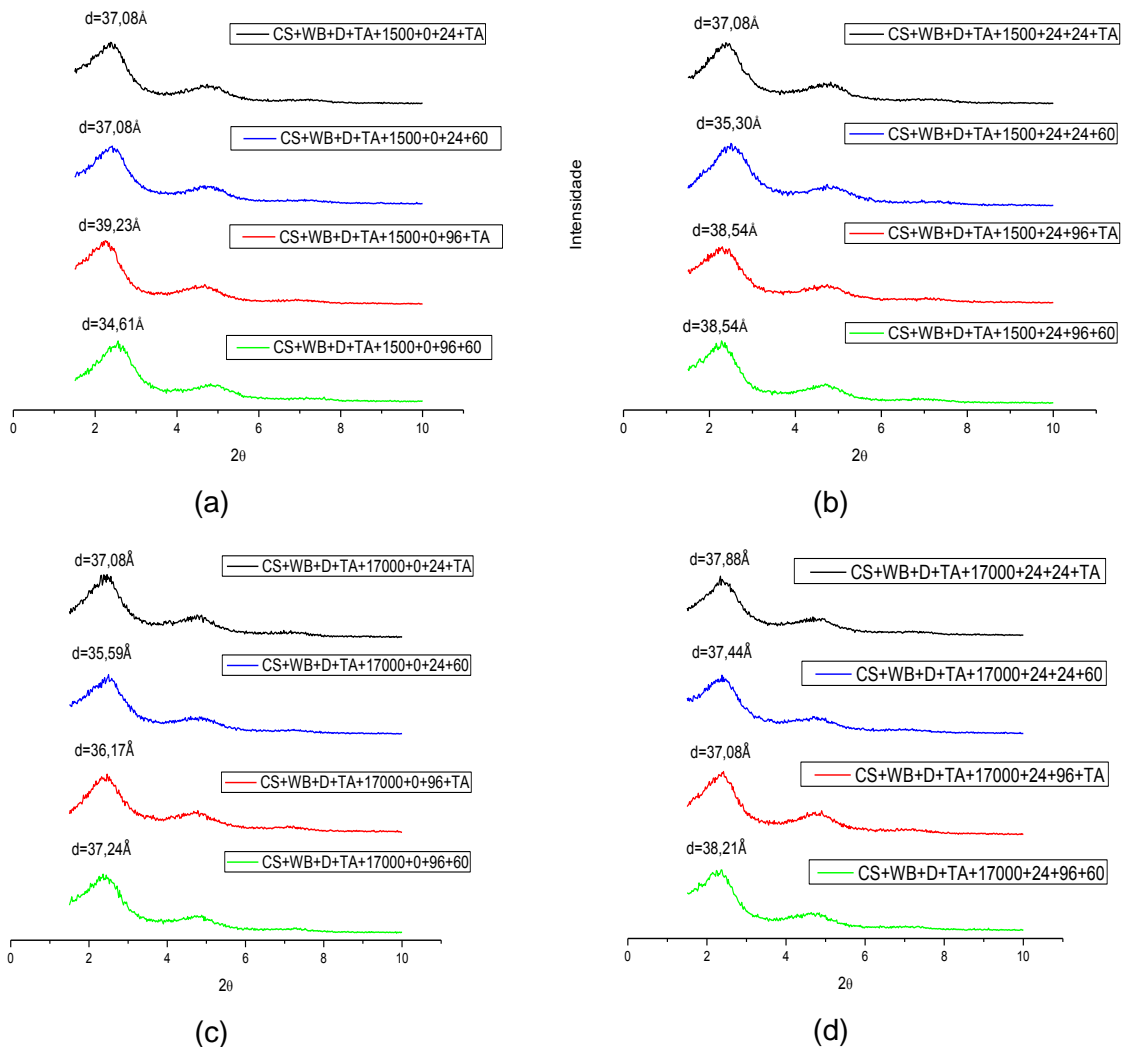 d=37,08Å
CS+WB+D+TA+1500+0+24+TA
d=37,08Å
CS+WB+D+TA+1500+0+24+60
d=39,23Å
CS+WB+D+TA+1500+0+96+TA
d=34,61Å
CS+WB+D+TA+1500+0+96+60
0 2 4 6 8 10
2θ
(a)
d=37,08Å
CS+WB+D+TA+1500+24+24+TA
d=35,30Å
CS+WB+D+TA+1500+24+24+60
Intensidade
d=38,54Å
CS+WB+D+TA+1500+24+96+TA
d=38,54Å
CS+WB+D+TA+1500+24+96+60
0 2 4 6 8 10
2θ
(b)
d=37,08Å
CS+WB+D+TA+17000+0+24+TA
d=35,59Å
CS+WB+D+TA+17000+0+24+60
d=36,17Å
CS+WB+D+TA+17000+0+96+TA
d=37,24Å
CS+WB+D+TA+17000+0+96+60
0 2 4 6 8 10
2θ
(c)
d=37,88Å
CS+WB+D+TA+17000+24+24+TA
d=37,44Å
CS+WB+D+TA+17000+24+24+60
d=37,08Å
CS+WB+D+TA+17000+24+96+TA
d=38,21Å
CS+WB+D+TA+17000+24+96+60
0 2 4 6 8 10
2θ
(d)